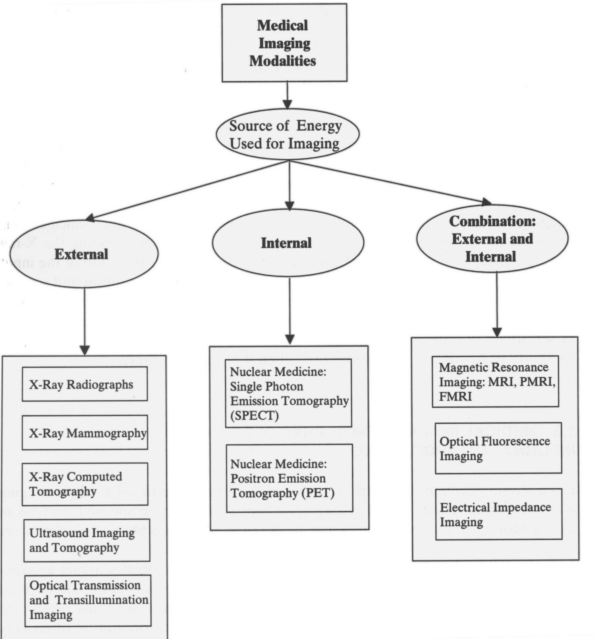 Medical
Imaging
Modalities
Source of Energy
Used for Imaging
External
Internal
Combination:
External and
Internal
X-Ray Radiographs
X-Ray Mammography
X-Ray Computed
Tomography
Ultrasound Imaging
and Tomography
Optical Transmission
and Transillumination
Imaging
Nuclear Medicine:
Single Photon
Emission Tomography
(SPECT)
Nuclear Medicine:
Positron Emission
Tomography (PET)
Magnetic Resonance
Imaging: MRI, PMRI,
FMRI
Optical Fluorescence
Imaging
Electrical Impedance
Imaging